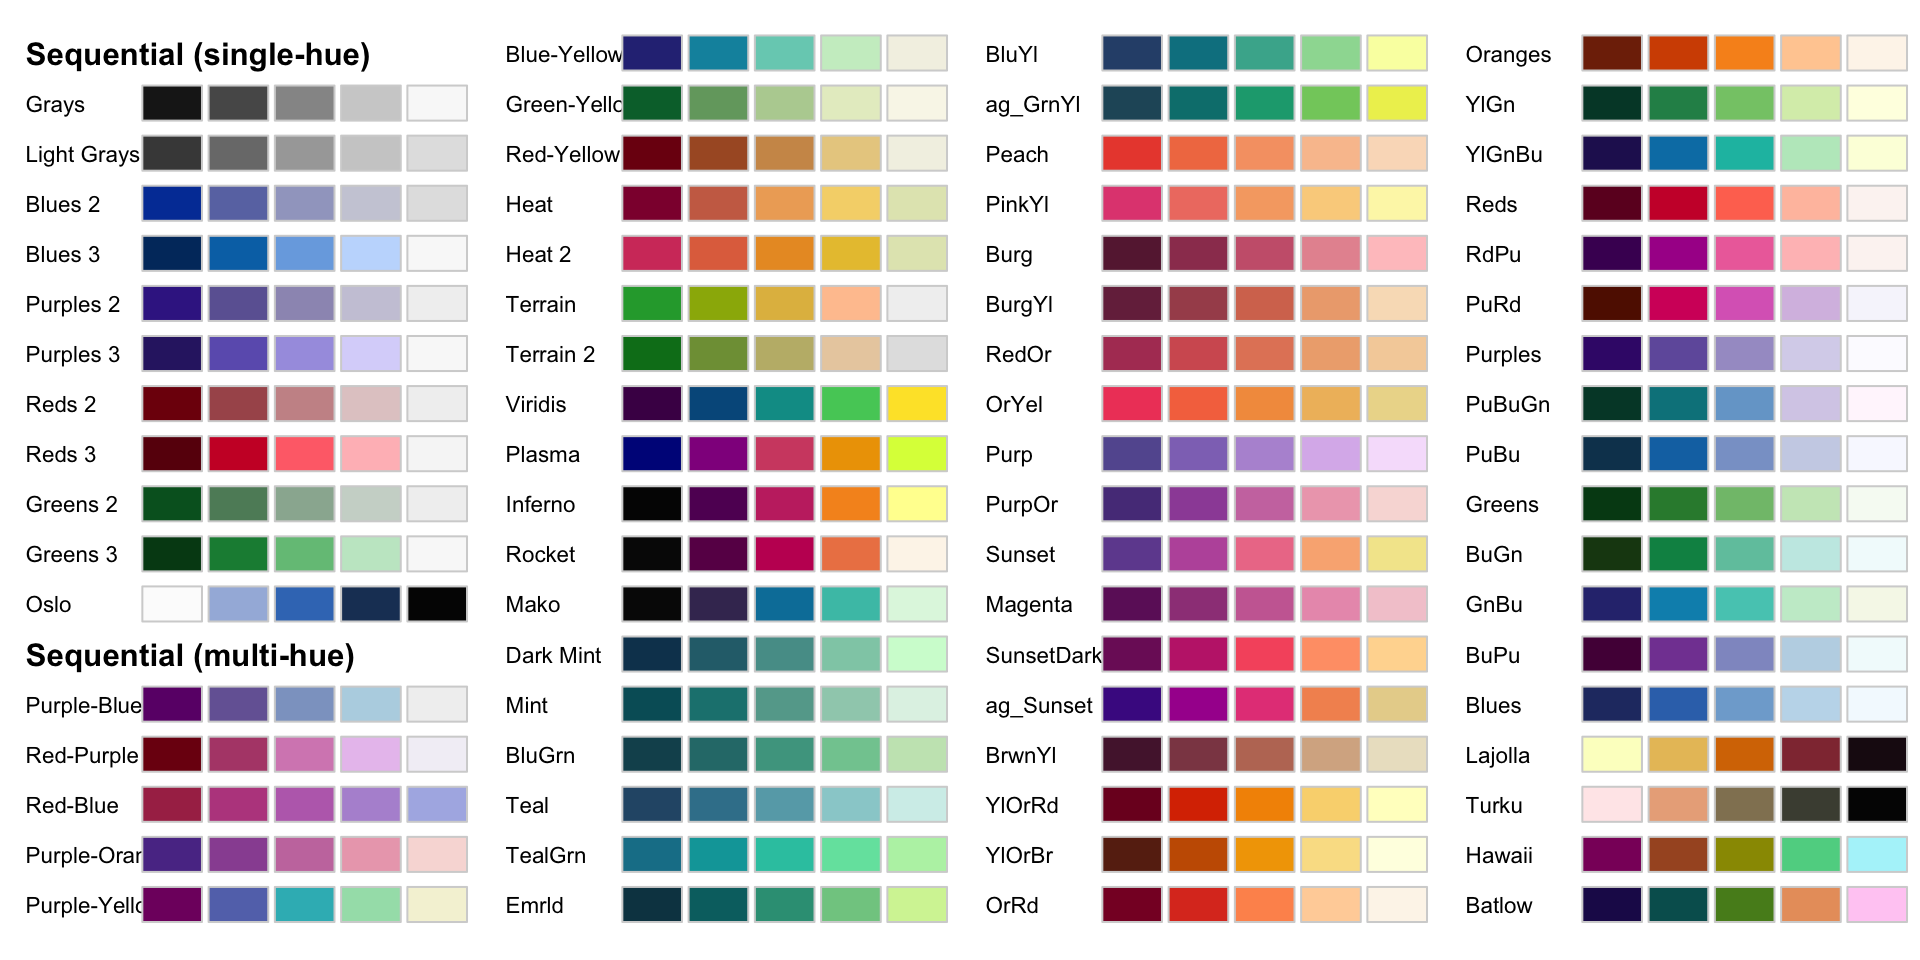 Sequential (single-hue)
Grays
Light Grays
Blues 2
Blues 3
Purples 2
Purples 3
Reds 2
Reds 3
Greens 2
Greens 3
Oslo
Sequential (multi-hue)
Purple-Blue
Red-Purple
Red-Blue
Purple-Oran
Purple-Yello
Blue-Yellow
Green-Yello
Red-Yellow
Heat
Heat 2
Terrain
Terrain 2
Viridis
Plasma
Inferno
Rocket
Mako
Dark Mint
Mint
BluGrn
Teal
TealGrn
Emrld
BluYl
ag_GrnYl
Peach
PinkYl
Burg
BurgYl
RedOr
OrYel
Purp
PurpOr
Sunset
Magenta
SunsetDark
ag_Sunset
BrwnYl
YlOrRd
YlOrBr
OrRd
Oranges
YlGn
YlGnBu
Reds
RdPu
PuRd
Purples
PuBuGn
PuBu
Greens
BuGn
GnBu
BuPu
Blues
Lajolla
Turku
Hawaii
Batlow